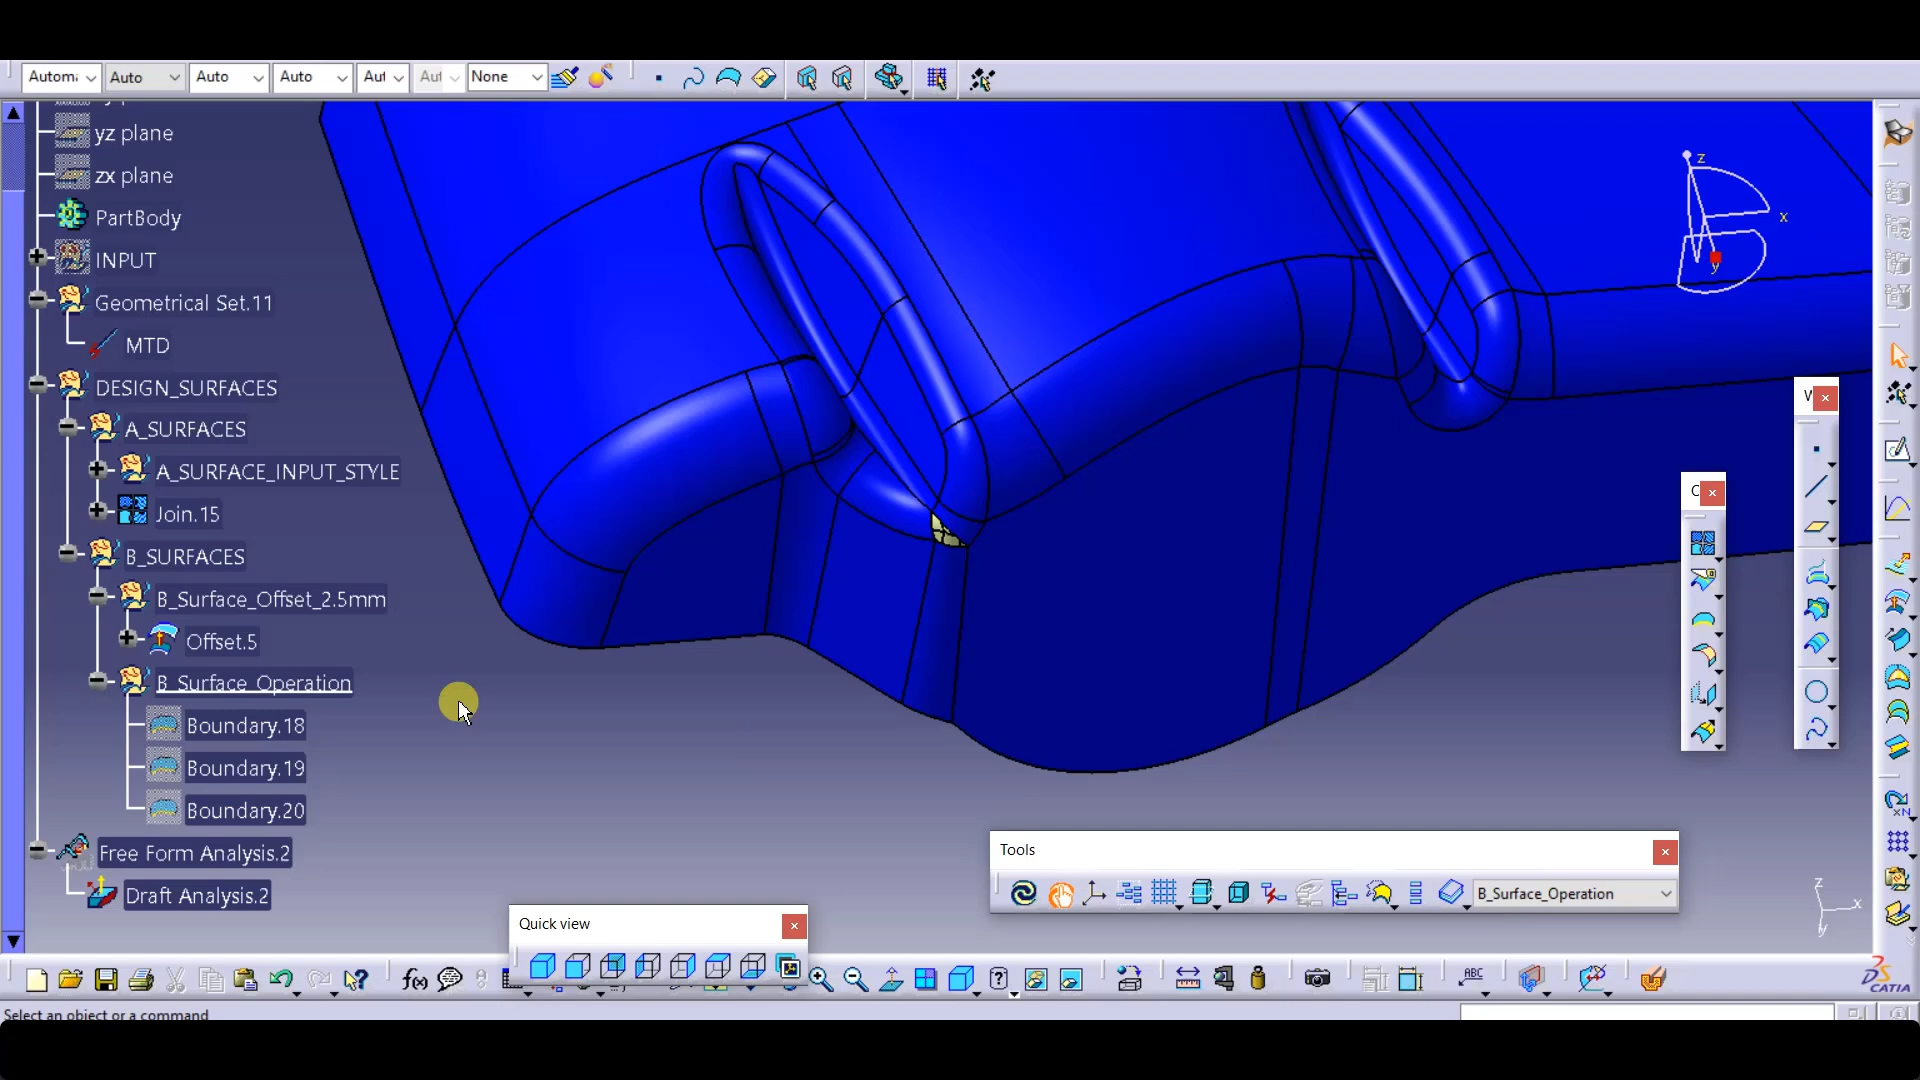 Autom
Auto
Auto
Auto
Aut
Aut
None
yz plane
zx plane
PartBody
INPUT
Geometrical Set.11
MTD
DESIGN_SURFACES
A_SURFACES
A_SURFACE_INPUT_STYLE
Join.15
B_SURFACES
B_Surface_Offset_2.5mm
Offset.5
B_Surface_Operation
Boundary.18
Boundary.19
Boundary.20
Free Form Analysis.2
Draft Analysis.2
z
x
y
Tools
B_Surface_Operation
Quick view
z
x
y
f(x)
ABC
CATIA
Select an object or a command